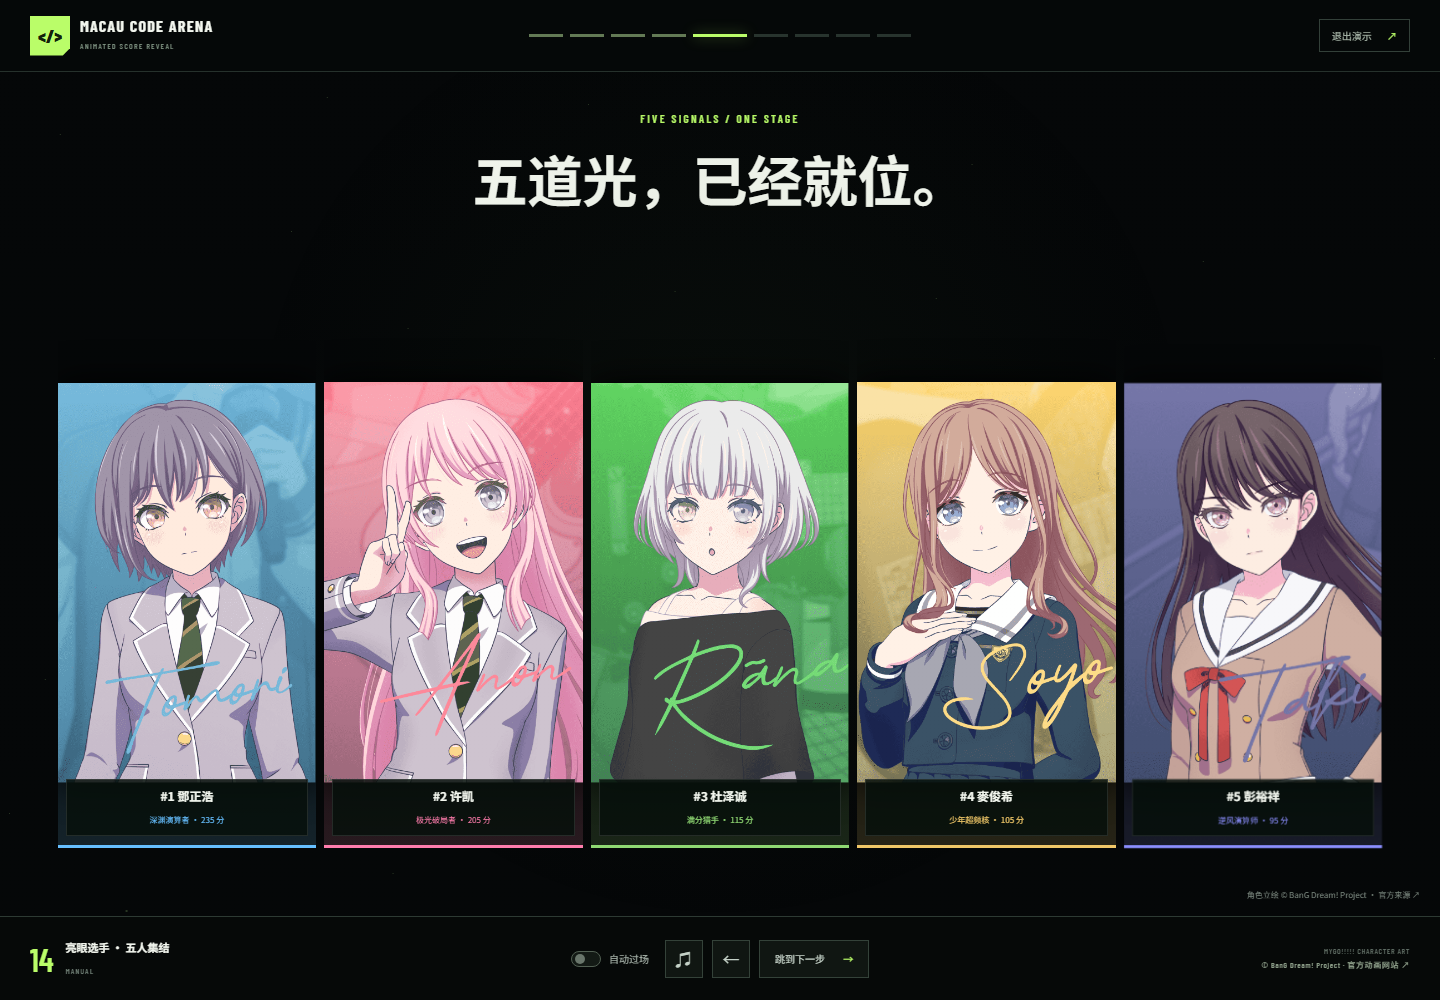 </>
MACAU CODE ARENA
ANIMATED SCORE REVEAL
退出演示 ↗
FIVE SIGNALS / ONE STAGE
五道光，已经就位。
Tomori
Anon
Rāna
Soyo
Taki
#1 鄧正浩
深渊演算者 · 235 分
#2 许凯
极光破局者 · 205 分
#3 杜泽诚
满分猎手 · 115 分
#4 麥俊希
少年超频核 · 105 分
#5 彭裕祥
逆风演算师 · 95 分
角色立绘 © BanG Dream! Project · 官方来源 ↗
14
亮眼选手 · 五人集结
MANUAL
自动过场
跳到下一步 →
MYGO!!!!! CHARACTER ART
© BanG Dream! Project · 官方动画网站 ↗